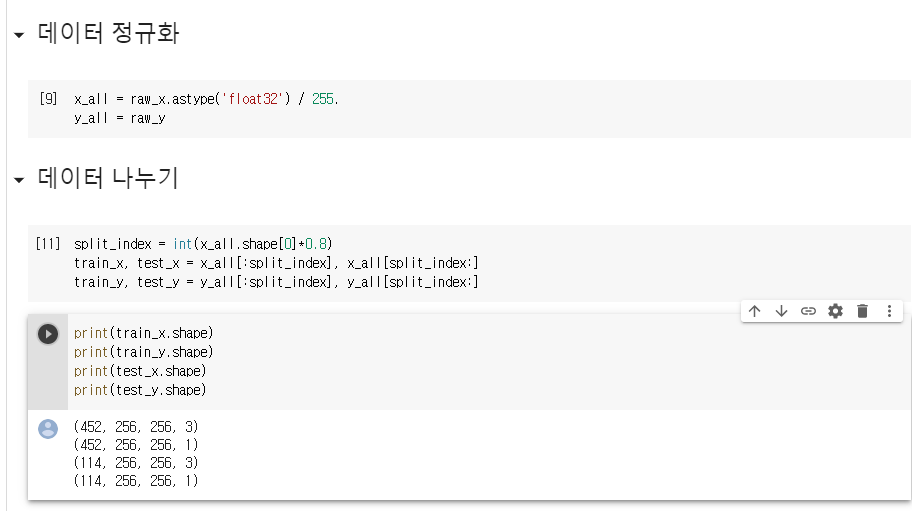 데이터 정규화
[9] x_all = raw_x.astype('float32') / 255.
y_all = raw_y
데이터 나누기
[11] split_index = int(x_all.shape[0]*0.8)
train_x, test_x = x_all[:split_index], x_all[split_index:]
train_y, test_y = y_all[:split_index], y_all[split_index:]
print(train_x.shape)
print(train_y.shape)
print(test_x.shape)
print(test_y.shape)
(452, 256, 256, 3)
(452, 256, 256, 1)
(114, 256, 256, 3)
(114, 256, 256, 1)